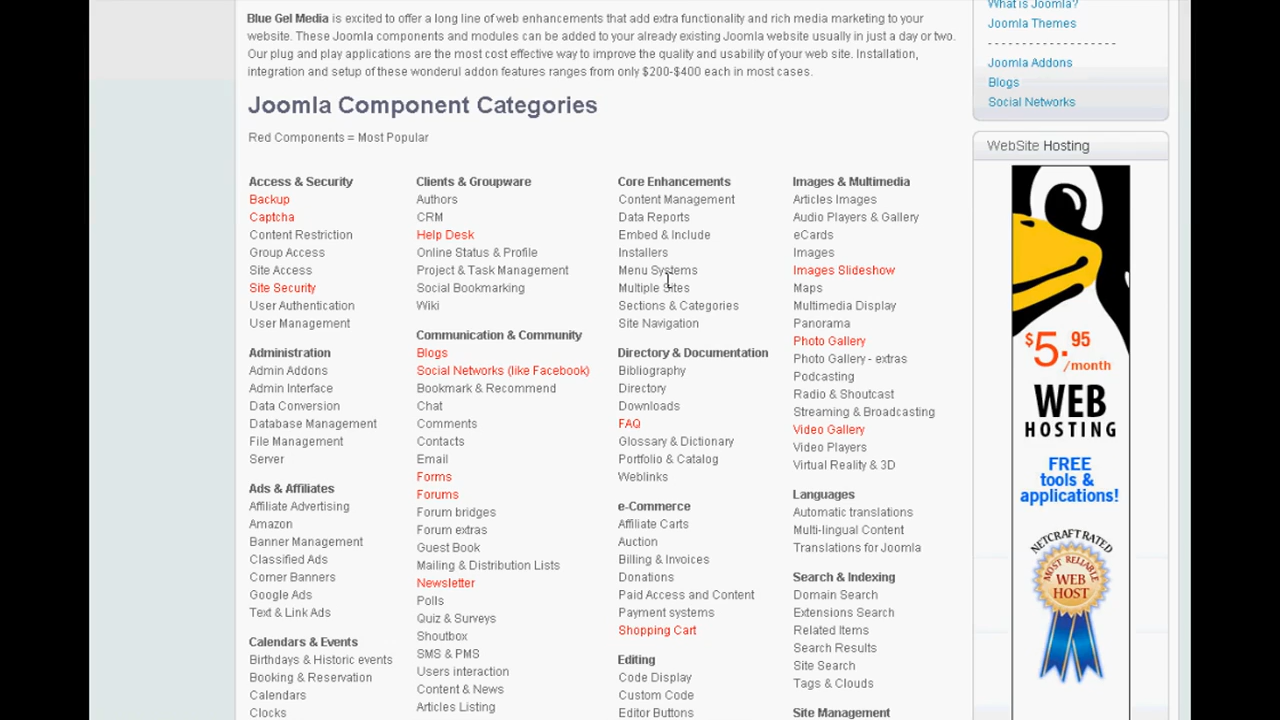 Blue Gel Media is excited to offer a long line of web enhancements that add extra functionality and rich media marketing to your
website. These Joomla components and modules can be added to your already existing Joomla website usually in just a day or two.
Our plug and play applications are the most cost effective way to improve the quality and usability of your web site. Installation,
integration and setup of these wonderul addon features ranges from only $200-$400 each in most cases.
Joomla Component Categories
Red Components = Most Popular
Access & Security
Backup
Captcha
Content Restriction
Group Access
Site Access
Site Security
User Authentication
User Management
Administration
Admin Addons
Admin Interface
Data Conversion
Database Management
File Management
Server
Ads & Affiliates
Affiliate Advertising
Amazon
Banner Management
Classified Ads
Corner Banners
Google Ads
Text & Link Ads
Calendars & Events
Birthdays & Historic events
Booking & Reservation
Calendars
Clocks
Clients & Groupware
Authors
CRM
Help Desk
Online Status & Profile
Project & Task Management
Social Bookmarking
Wiki
Communication & Community
Blogs
Social Networks (like Facebook)
Bookmark & Recommend
Chat
Comments
Contacts
Email
Forms
Forums
Forum bridges
Forum extras
Guest Book
Mailing & Distribution Lists
Newsletter
Polls
Quiz & Surveys
Shoutbox
SMS & PMS
Users interaction
Content & News
Articles Listing
Core Enhancements
Content Management
Data Reports
Embed & Include
Installers
Menu Systems
Multiple Sites
Sections & Categories
Site Navigation
Directory & Documentation
Bibliography
Directory
Downloads
FAQ
Glossary & Dictionary
Portfolio & Catalog
Weblinks
e-Commerce
Affiliate Carts
Auction
Billing & Invoices
Donations
Paid Access and Content
Payment systems
Shopping Cart
Editing
Code Display
Custom Code
Editor Buttons
Images & Multimedia
Articles Images
Audio Players & Gallery
eCards
Images
Images Slideshow
Maps
Multimedia Display
Panorama
Photo Gallery
Photo Gallery - extras
Podcasting
Radio & Shoutcast
Streaming & Broadcasting
Video Gallery
Video Players
Virtual Reality & 3D
Languages
Automatic translations
Multi-lingual Content
Translations for Joomla
Search & Indexing
Domain Search
Extensions Search
Related Items
Search Results
Site Search
Tags & Clouds
Site Management
What is Joomla?
Joomla Themes
- - - - - - - - - - - - - - - - - - -
Joomla Addons
Blogs
Social Networks
WebSite Hosting
$5.95
/month
WEB
HOSTING
FREE
tools &
applications!
NETCRAFT RATED
MOST RELIABLE
WEB
HOST